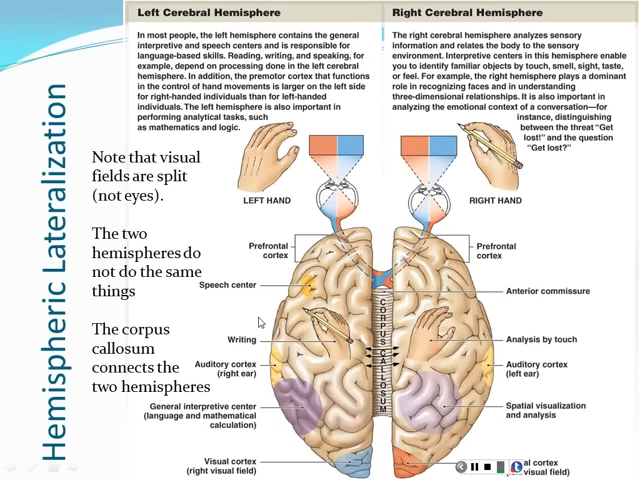 Hemispheric Lateralization
Left Cerebral Hemisphere
In most people, the left hemisphere contains the general
interpretive and speech centers and is responsible for
language-based skills. Reading, writing, and speaking, for
example, depend on processing done in the left cerebral
hemisphere. In addition, the premotor cortex that functions
in the control of hand movements is larger on the left side
for right-handed individuals than for left-handed
individuals. The left hemisphere is also important in
performing analytical tasks, such
as mathematics and logic.
Right Cerebral Hemisphere
The right cerebral hemisphere analyzes sensory
information and relates the body to the sensory
environment. Interpretive centers in this hemisphere enable
you to identify familiar objects by touch, smell, sight, taste,
or feel. For example, the right hemisphere plays a dominant
role in recognizing faces and in understanding
three-dimensional relationships. It is also important in
analyzing the emotional context of a conversation—for
instance, distinguishing
between the threat “Get
lost!” and the question
“Get lost?”
Note that visual
fields are split
(not eyes).
The two
hemispheres do
not do the same
things
The corpus
callosum
connects the
two hemispheres
LEFT HAND
RIGHT HAND
Prefrontal
cortex
Speech center
Writing
Auditory cortex
(right ear)
General interpretive center
(language and mathematical
calculation)
Visual cortex
(right visual field)
CORPUS CALLOSUM
Prefrontal
cortex
Anterior commissure
Analysis by touch
Auditory cortex
(left ear)
Spatial visualization
and analysis
cortex
visual field)